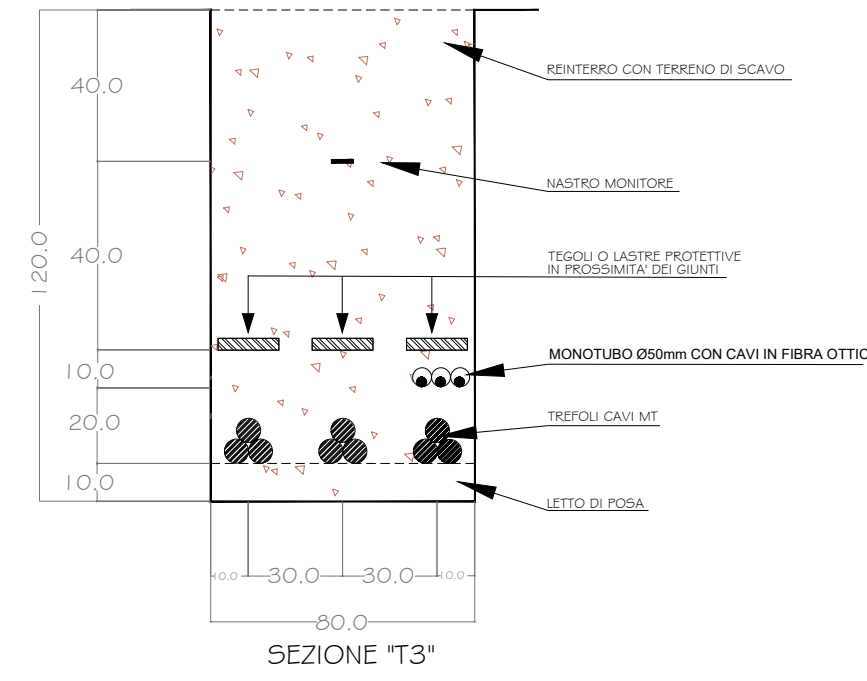 40.0
REINTERRO CON TERRENO DI SCAVO
NASTRO MONITORE
120.0
40.0
TEGOLI O LASTRE PROTETTIVE
IN PROSSIMITA' DEI GIUNTI
MONOTUBO Ø50mm CON CAVI IN FIBRA OTTIC
10.0
20.0
TREFOLI CAVI MT
10.0
LETTO DI POSA
10.0
30.0
30.0
10.0
80.0
SEZIONE "T3"